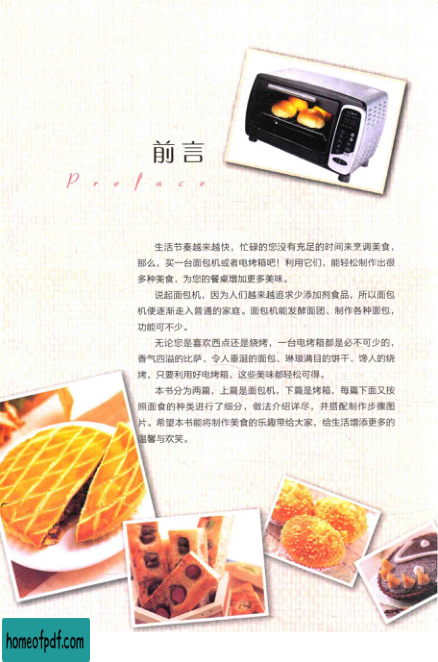 前言
Preface
生活节奏越来越快，忙碌的您没有充足的时间来烹调美食，
那么，买一台面包机或者电烤箱吧！利用它们，能轻松制作出很
多种美食，为您的餐桌增加更多美味。
说起面包机，因为人们越来越追求少添加剂食品，所以面包
机便逐渐走入普通的家庭。面包机能发酵面团、制作各种面包，
功能可不少。
无论您是喜欢西点还是烧烤，一台电烤箱都是必不可少的，
香气四溢的比萨、令人垂涎的面包、琳琅满目的饼干、馋人的烧
烤，只要利用好电烤箱，这些美味都轻松可得。
本书分为两篇，上篇是面包机，下篇是烤箱，每篇下面又按
照面食的种类进行了细分，做法介绍详尽，并搭配制作步骤图
片。希望本书能将制作美食的乐趣带给大家，给生活增添更多的
温馨与欢笑。
homeofpdf.com